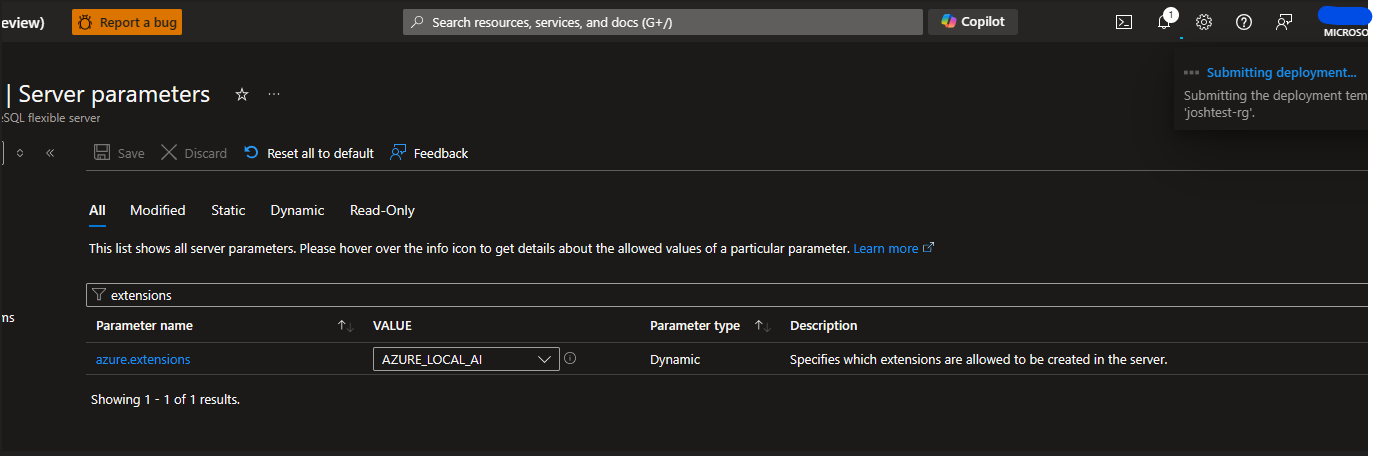 eview) Report a bug Search resources, services, and docs (G+/) Copilot 1
MICROSO
Submitting deployment...
Submitting the deployment tem
'joshtest-rg'.
| Server parameters
eSQL flexible server
Save Discard Reset all to default Feedback
All Modified Static Dynamic Read-Only
This list shows all server parameters. Please hover over the info icon to get details about the allowed values of a particular parameter. Learn more
extensions
ms
Parameter name VALUE Parameter type Description
azure.extensions AZURE_LOCAL_AI Dynamic Specifies which extensions are allowed to be created in the server.
Showing 1 - 1 of 1 results.